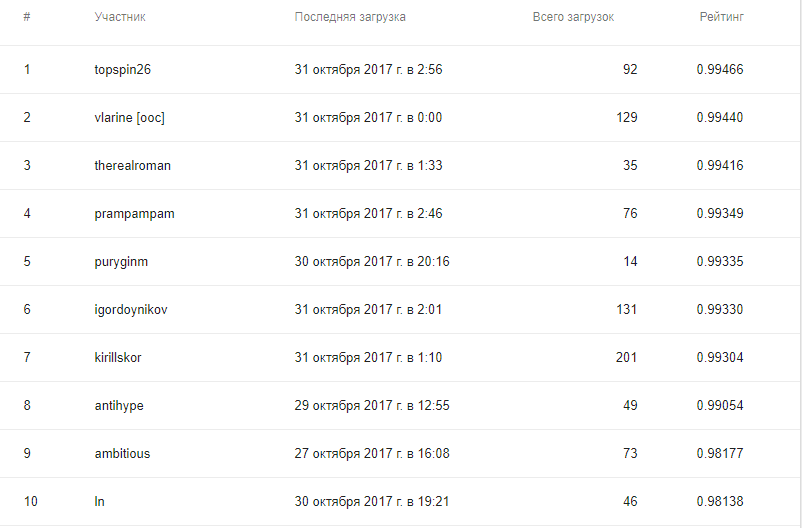 # Участник Последняя загрузка Всего загрузок Рейтинг
1 topspin26 31 октября 2017 г. в 2:56 92 0.99466
2 vlarine [ooc] 31 октября 2017 г. в 0:00 129 0.99440
3 therealroman 31 октября 2017 г. в 1:33 35 0.99416
4 prampampam 31 октября 2017 г. в 2:46 76 0.99349
5 puryginm 30 октября 2017 г. в 20:16 14 0.99335
6 igordoynikov 31 октября 2017 г. в 2:01 131 0.99330
7 kirillskor 31 октября 2017 г. в 1:10 201 0.99304
8 antihype 29 октября 2017 г. в 12:55 49 0.99054
9 ambitious 27 октября 2017 г. в 16:08 73 0.98177
10 ln 30 октября 2017 г. в 19:21 46 0.98138